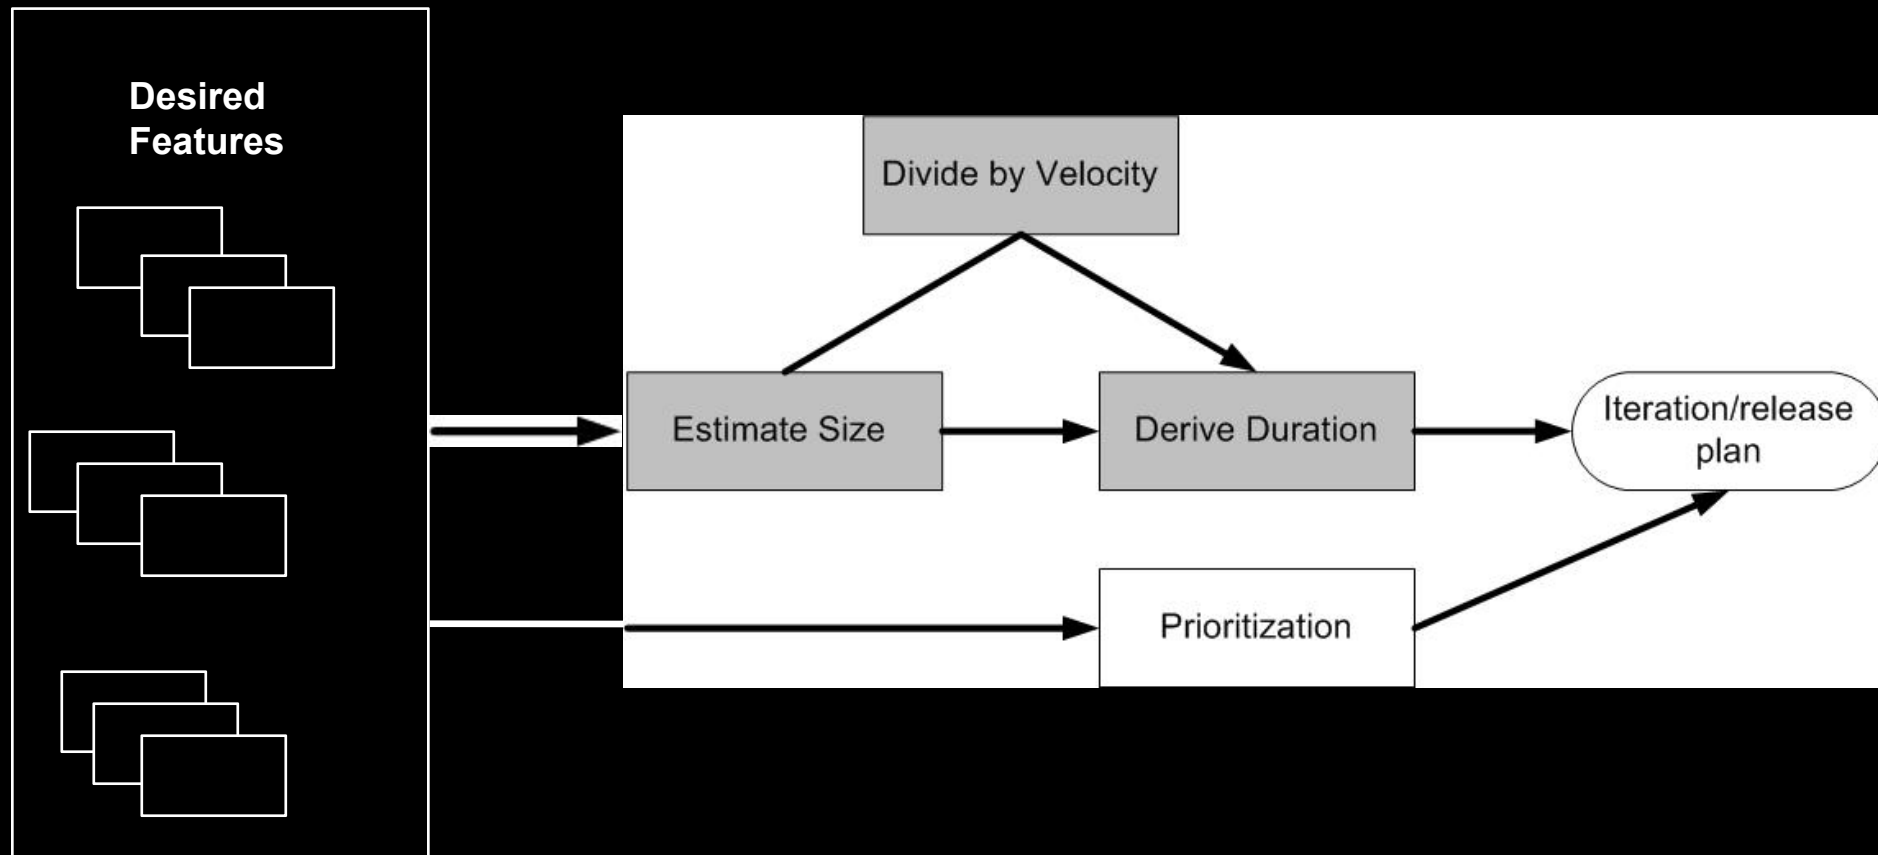 Desired
Features
Divide by Velocity
Estimate Size
Derive Duration
Iteration/release
plan
Prioritization